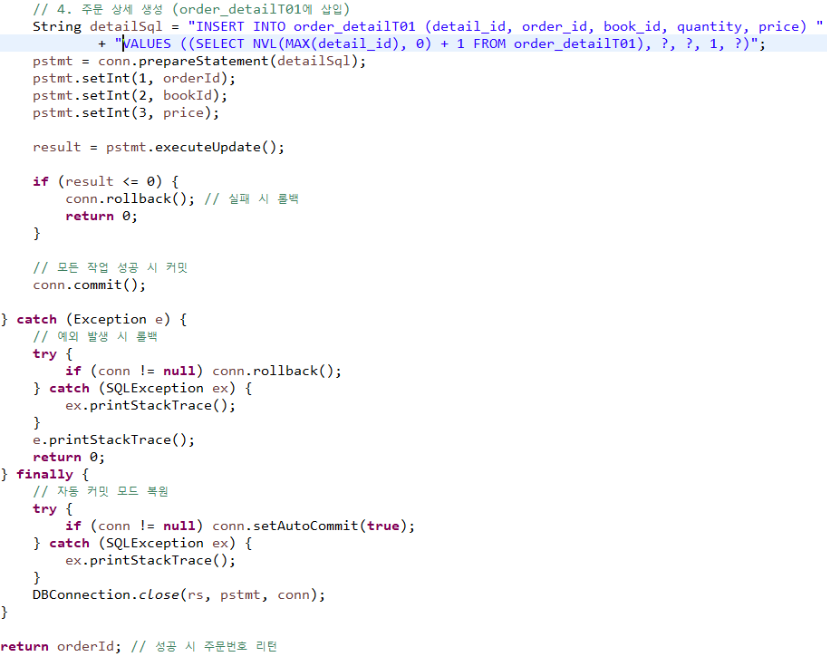 // 4. 주문 상세 생성 (order_detailT01에 삽입)
String detailSql = "INSERT INTO order_detailT01 (detail_id, order_id, book_id, quantity, price) "
+ "VALUES ((SELECT NVL(MAX(detail_id), 0) + 1 FROM order_detailT01), ?, ?, 1, ?)";
pstmt = conn.prepareStatement(detailSql);
pstmt.setInt(1, orderId);
pstmt.setInt(2, bookId);
pstmt.setInt(3, price);
result = pstmt.executeUpdate();
if (result <= 0) {
conn.rollback(); // 실패 시 롤백
return 0;
}
// 모든 작업 성공 시 커밋
conn.commit();
} catch (Exception e) {
// 예외 발생 시 롤백
try {
if (conn != null) conn.rollback();
} catch (SQLException ex) {
ex.printStackTrace();
}
e.printStackTrace();
return 0;
} finally {
// 자동 커밋 모드 복원
try {
if (conn != null) conn.setAutoCommit(true);
} catch (SQLException ex) {
ex.printStackTrace();
}
DBConnection.close(rs, pstmt, conn);
}
return orderId; // 성공 시 주문번호 리턴